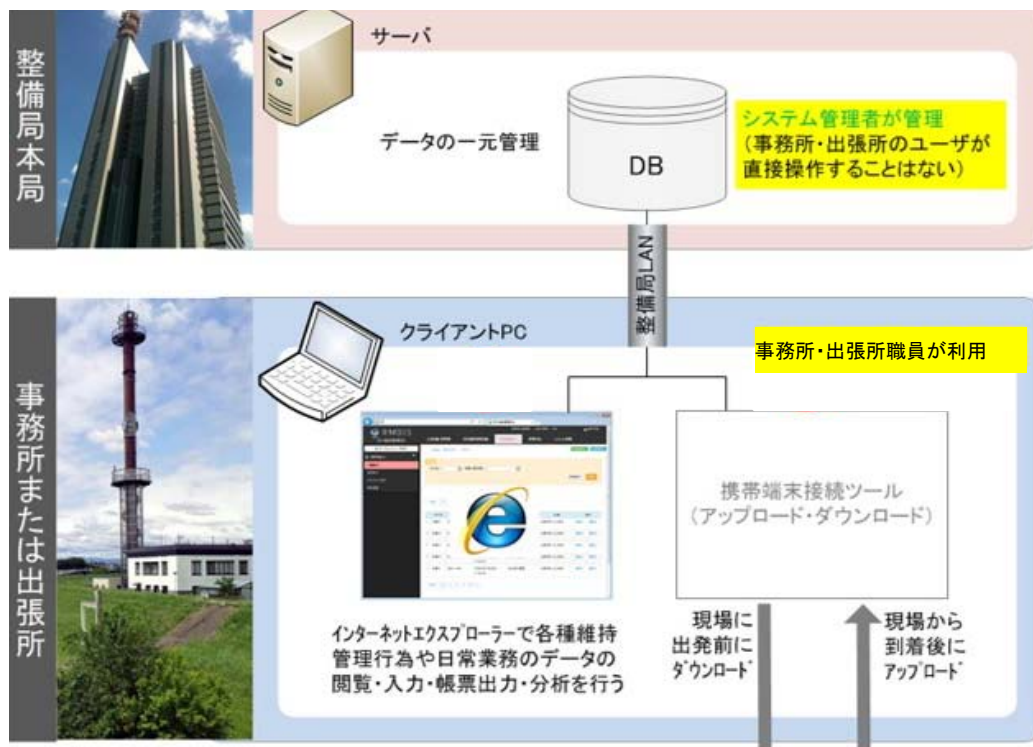 整備局本局
サーバ
データの一元管理
DB
システム管理者が管理
(事務所・出張所のユーザが
直接操作することはない)
整備局LAN
事務所または出張所
クライアントPC
事務所・出張所職員が利用
携帯端末接続ツール
(アップロード・ダウンロード)
インターネットエクスプローラーで各種維持
管理行為や日常業務のデータの
閲覧・入力・帳票出力・分析を行う
現場に
出発前に
ダウンロード
現場から
到着後に
アップロード